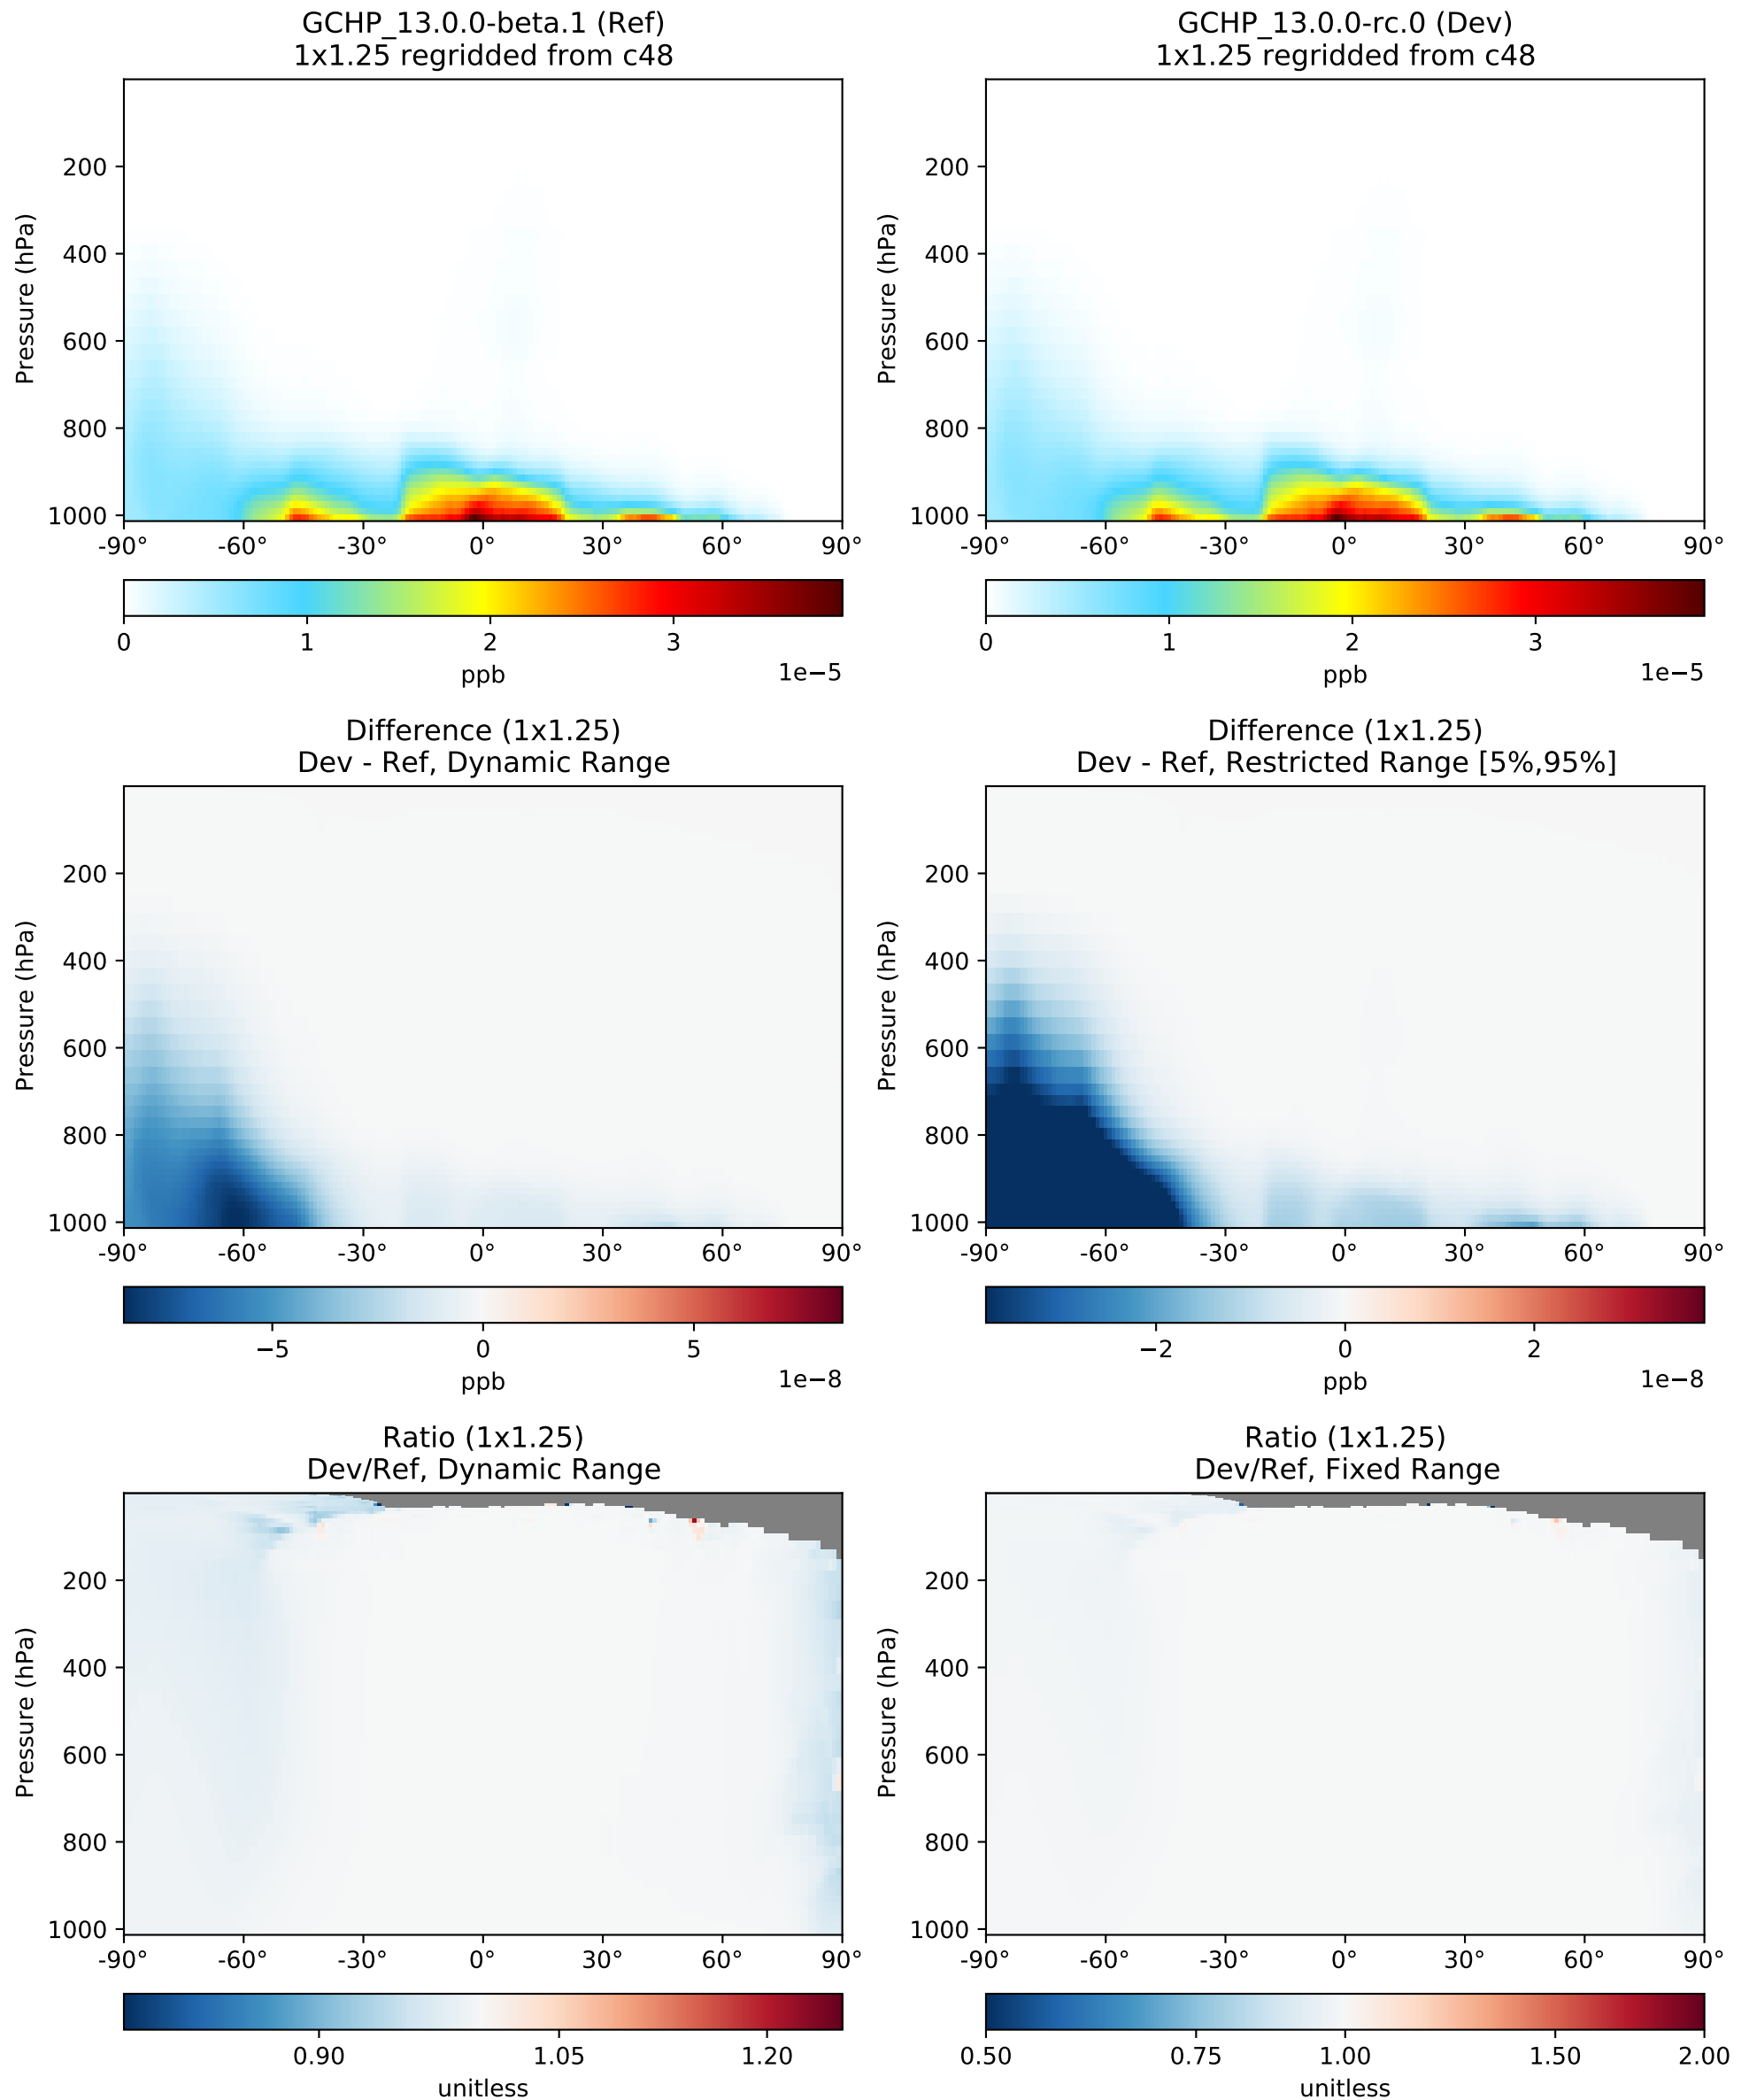 GCHP_13.0.0-beta.1 (Ref)
1x1.25 regridded from c48
Pressure (hPa)
200
400
600
800
1000
-90° -60° -30° 0° 30° 60° 90°
0 1 2 3
ppb
1e−5
GCHP_13.0.0-rc.0 (Dev)
1x1.25 regridded from c48
Pressure (hPa)
200
400
600
800
1000
-90° -60° -30° 0° 30° 60° 90°
0 1 2 3
ppb
1e−5
Difference (1x1.25)
Dev - Ref, Dynamic Range
Pressure (hPa)
200
400
600
800
1000
-90° -60° -30° 0° 30° 60° 90°
−5 0 5
ppb
1e−8
Difference (1x1.25)
Dev - Ref, Restricted Range [5%,95%]
Pressure (hPa)
200
400
600
800
1000
-90° -60° -30° 0° 30° 60° 90°
−2 0 2
ppb
1e−8
Ratio (1x1.25)
Dev/Ref, Dynamic Range
Pressure (hPa)
200
400
600
800
1000
-90° -60° -30° 0° 30° 60° 90°
0.90 1.05 1.20
unitless
Ratio (1x1.25)
Dev/Ref, Fixed Range
Pressure (hPa)
200
400
600
800
1000
-90° -60° -30° 0° 30° 60° 90°
0.50 0.75 1.00 1.50 2.00
unitless